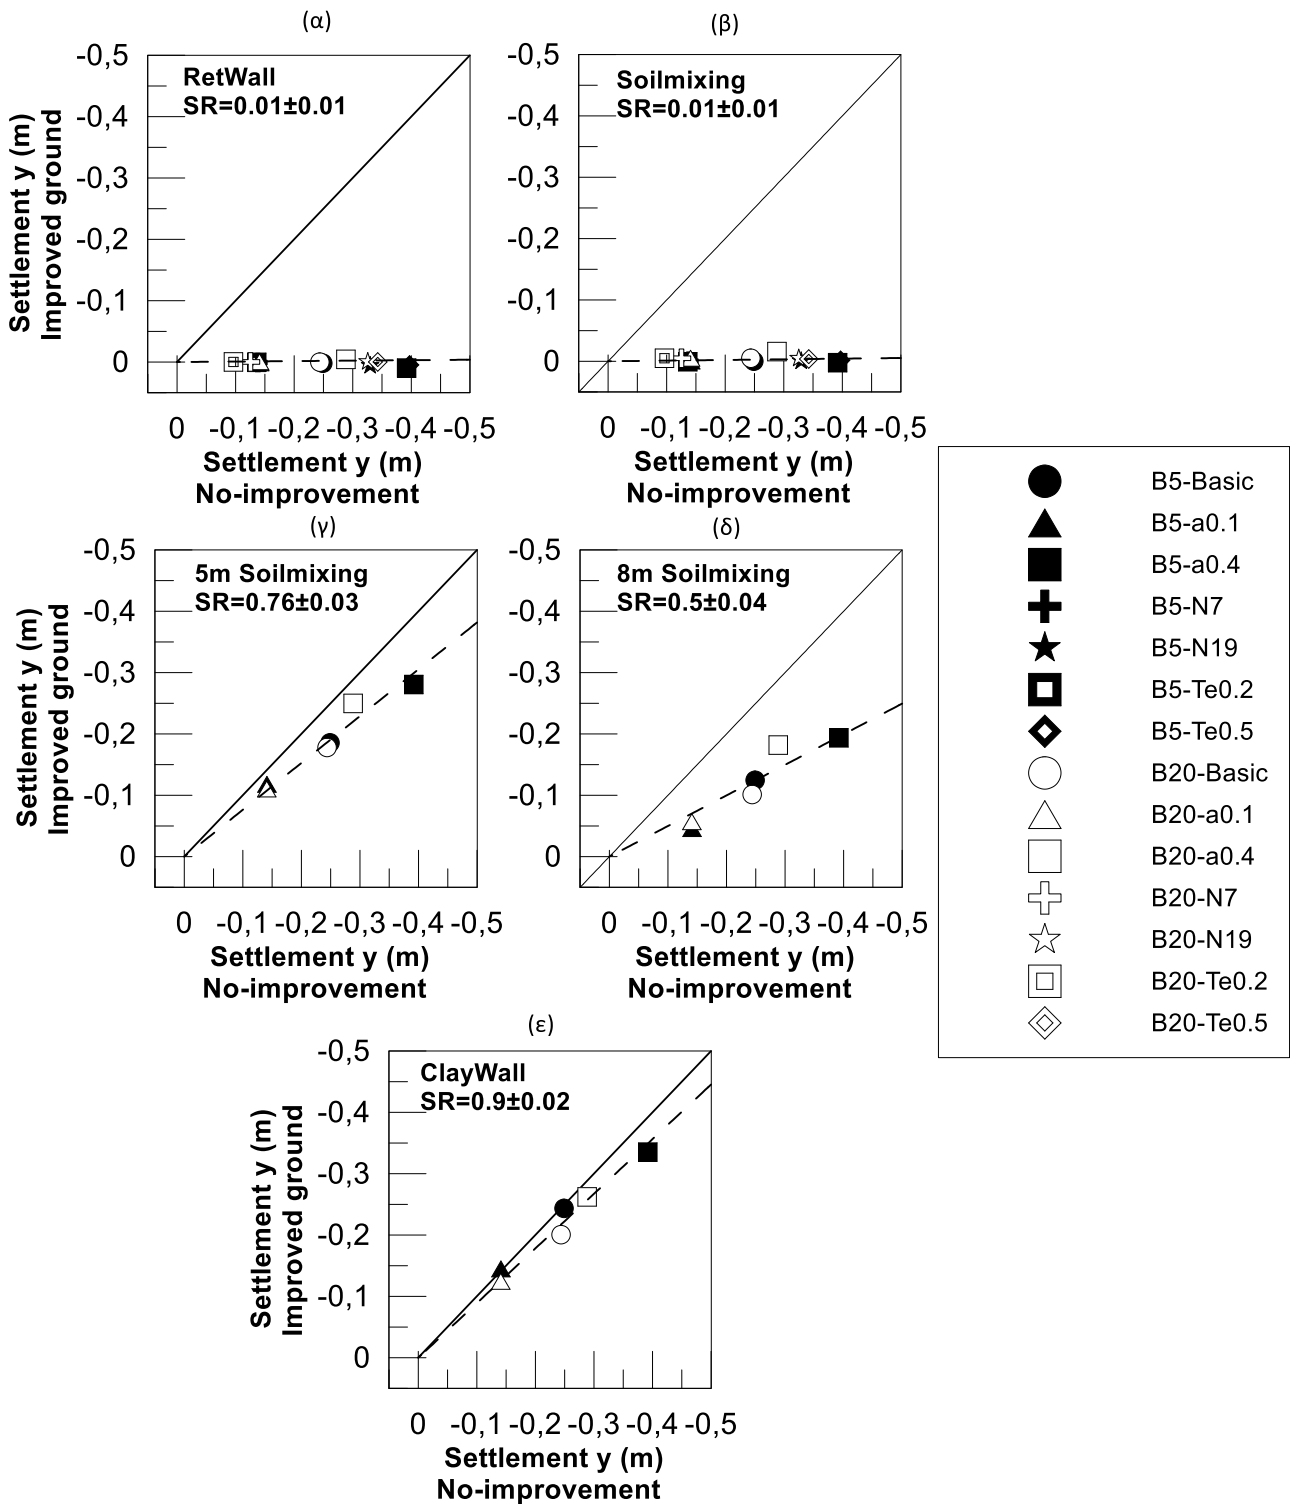 (α)
RetWall
SR=0.01±0.01
-0,5
-0,4
-0,3
-0,2
-0,1
0
Settlement y (m)
Improved ground
0 -0,1 -0,2 -0,3 -0,4 -0,5
Settlement y (m)
No-improvement
(β)
Soilmixing
SR=0.01±0.01
-0,5
-0,4
-0,3
-0,2
-0,1
0
0 -0,1 -0,2 -0,3 -0,4 -0,5
Settlement y (m)
No-improvement
(γ)
5m Soilmixing
SR=0.76±0.03
-0,5
-0,4
-0,3
-0,2
-0,1
0
Settlement y (m)
Improved ground
0 -0,1 -0,2 -0,3 -0,4 -0,5
Settlement y (m)
No-improvement
(δ)
8m Soilmixing
SR=0.5±0.04
-0,5
-0,4
-0,3
-0,2
-0,1
0
0 -0,1 -0,2 -0,3 -0,4 -0,5
Settlement y (m)
No-improvement
B5-Basic
B5-a0.1
B5-a0.4
B5-N7
B5-N19
B5-Te0.2
B5-Te0.5
B20-Basic
B20-a0.1
B20-a0.4
B20-N7
B20-N19
B20-Te0.2
B20-Te0.5
(ε)
ClayWall
SR=0.9±0.02
-0,5
-0,4
-0,3
-0,2
-0,1
0
Settlement y (m)
Improved ground
0 -0,1 -0,2 -0,3 -0,4 -0,5
Settlement y (m)
No-improvement